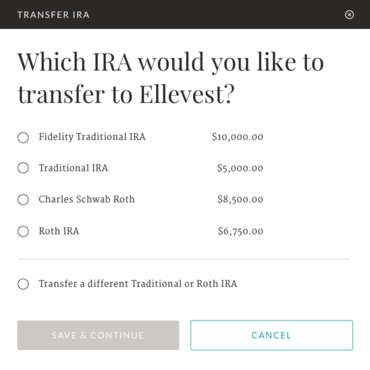 TRANSFER IRA
Which IRA would you like to
transfer to Ellevest?
Fidelity Traditional IRA $10,000.00
Traditional IRA $5,000.00
Charles Schwab Roth $8,500.00
Roth IRA $6,750.00
Transfer a different Traditional or Roth IRA
SAVE & CONTINUE CANCEL